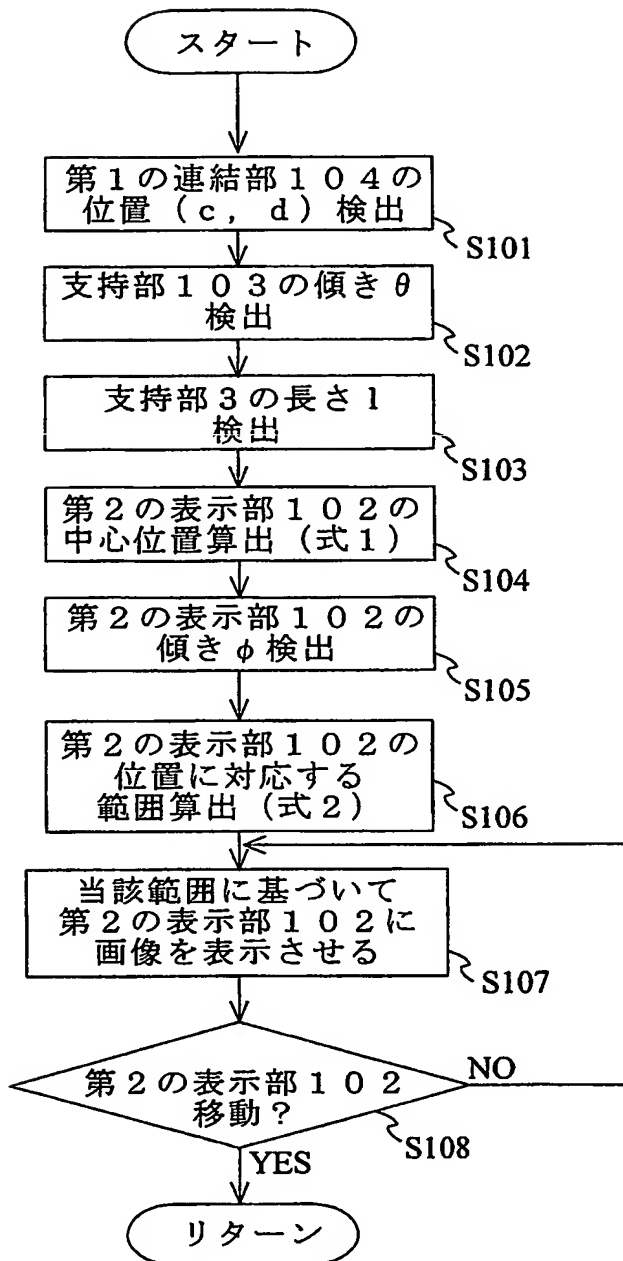 スタート
第1の連結部104の
位置(c,d)検出
S101
支持部103の傾きθ
検出
S102
支持部3の長さl
検出
S103
第2の表示部102の
中心位置算出(式1)
S104
第2の表示部102の
傾きφ検出
S105
第2の表示部102の
位置に対応する
範囲算出(式2)
S106
当該範囲に基づいて
第2の表示部102に
画像を表示させる
S107
第2の表示部102
移動?
NO
S108
YES
リターン